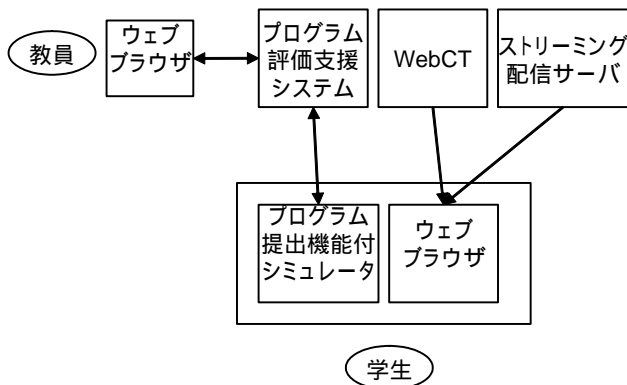 教員
ウェブ
ブラウザ
プログラム
評価支援
システム
WebCT
ストリーミング
配信サーバ
プログラム
提出機能付
シミュレータ
ウェブ
ブラウザ
学生